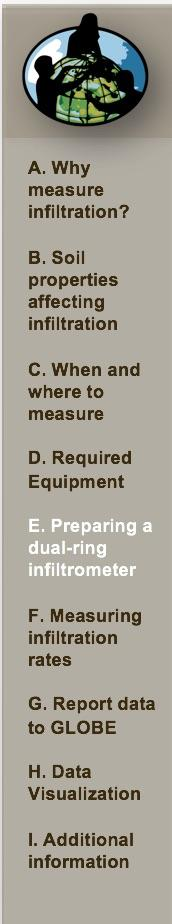 A. Why
measure
infiltration?
B. Soil
properties
affecting
infiltration
C. When and
where to
measure
D. Required
Equipment
E. Preparing a
dual-ring
infiltrometer
F. Measuring
infiltration
rates
G. Report data
to GLOBE
H. Data
Visualization
I. Additional
information